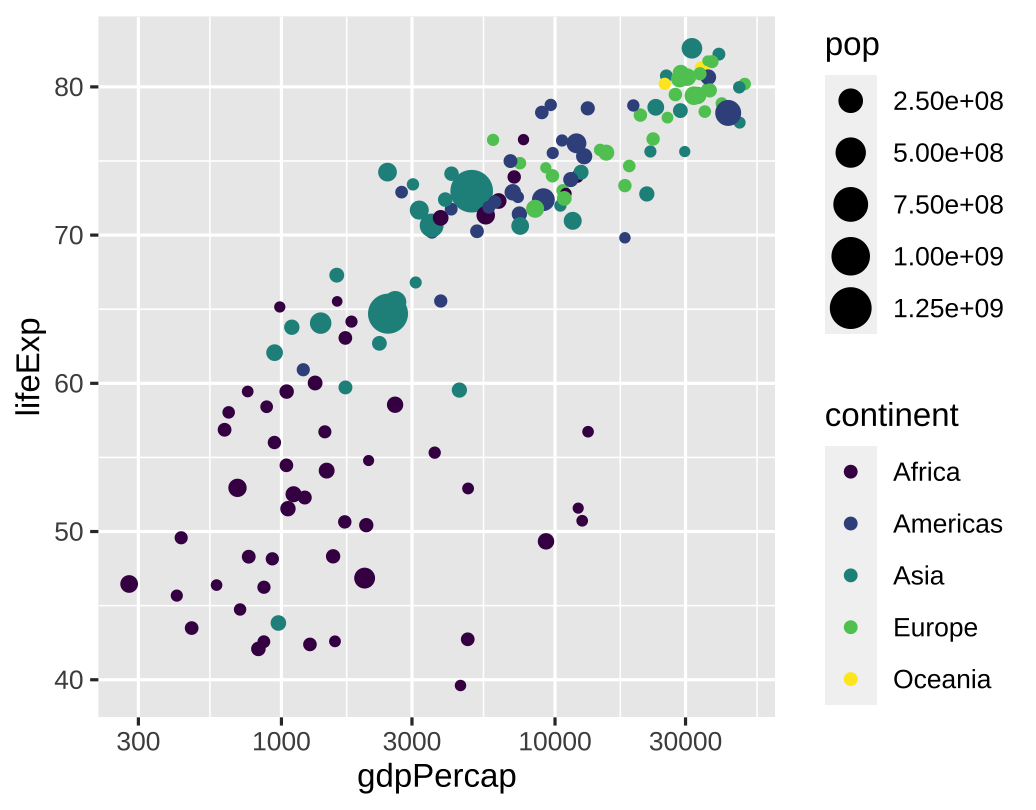 80
70
60
50
40
lifeExp
300 1000 3000 10000 30000
gdpPercap
pop
2.50e+08
5.00e+08
7.50e+08
1.00e+09
1.25e+09
continent
Africa
Americas
Asia
Europe
Oceania